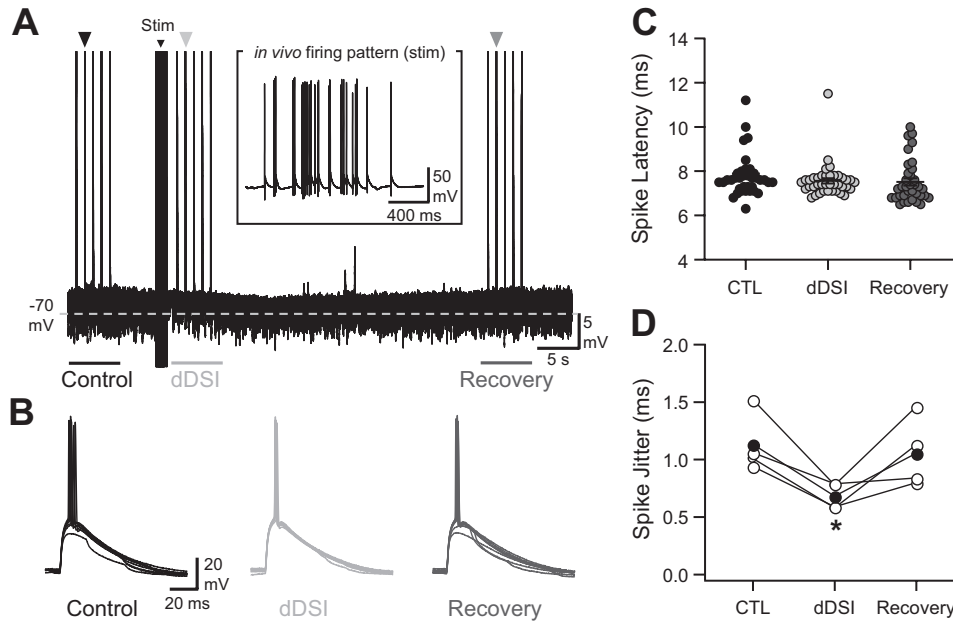 A
Stim
in vivo firing pattern (stim)
50
mV
400 ms
-70
mV
5
mV
5 s
Control
dDSI
Recovery
B
20
mV
20 ms
Control
dDSI
Recovery
C
Spike Latency (ms)
14
12
10
8
6
4
CTL
dDSI
Recovery
D
Spike Jitter (ms)
2.0
1.5
1.0
0.5
0.0
*
CTL
dDSI
Recovery